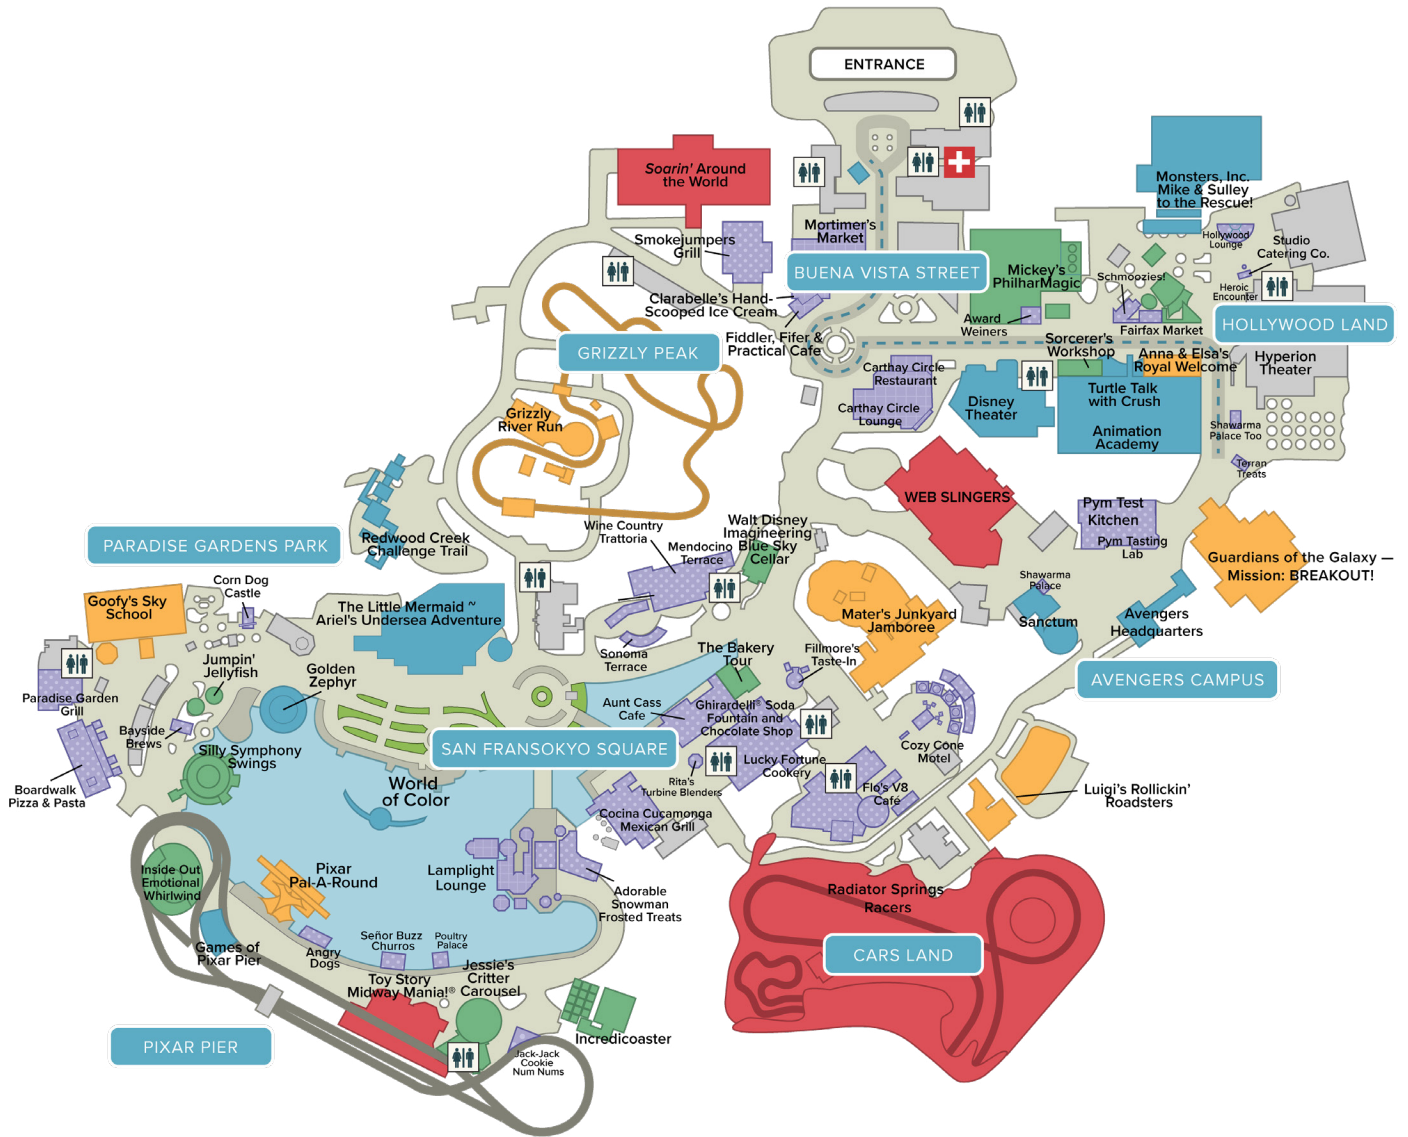 ENTRANCE
Soarin' Around
the World
Monsters, Inc.
Mike & Sulley
to the Rescue!
Smokejumpers
Grill
Mortimer's
Market
Hollywood
Lounge
Studio
Catering Co.
BUENA VISTA STREET
Mickey's
PhilharMagic
Schmoozies!
Heroic
Encounter
Clarabelle's Hand-
Scooped Ice Cream
Award
Weiners
Fairfax Market
HOLLYWOOD LAND
Fiddler, Fifer &
Practical Cafe
GRIZZLY PEAK
Sorcerer's
Workshop
Anna & Elsa's
Royal Welcome
Hyperion
Theater
Carthay Circle
Restaurant
Carthay Circle
Lounge
Disney
Theater
Turtle Talk
with Crush
Animation
Academy
Shawarma
Palace Too
Terran
Treats
Grizzly
River Run
WEB SLINGERS
Pym Test
Kitchen
Pym Tasting
Lab
PARADISE GARDENS PARK
Redwood Creek
Challenge Trail
Wine Country
Trattoria
Mendocino
Terrace
Walt Disney
Imagineering
Blue Sky
Cellar
Guardians of the Galaxy —
Mission: BREAKOUT!
Corn Dog
Castle
Goofy's Sky
School
The Little Mermaid ~
Ariel's Undersea Adventure
Shawarma
Palace
Sanctum
Avengers
Headquarters
Mater's Junkyard
Jamboree
Sonoma
Terrace
The Bakery
Tour
Fillmore's
Taste-In
AVENGERS CAMPUS
Jumpin'
Jellyfish
Golden
Zephyr
Paradise Garden
Grill
Aunt Cass
Cafe
Ghirardelli® Soda
Fountain and
Chocolate Shop
Bayside
Brews
Silly Symphony
Swings
SAN FRANSOKYO SQUARE
Cozy Cone
Motel
Lucky Fortune
Cookery
Rita's
Turbine Blenders
Flo's V8
Café
Luigi's Rollickin'
Roadsters
Boardwalk
Pizza & Pasta
World
of Color
Cocina Cucamonga
Mexican Grill
Inside Out
Emotional
Whirlwind
Pixar
Pal-A-Round
Lamplight
Lounge
Adorable
Snowman
Frosted Treats
Radiator Springs
Racers
CARS LAND
Games of
Pixar Pier
Angry
Dogs
Señor Buzz
Churros
Poultry
Palace
Toy Story
Midway Mania!®
Jessie's
Critter
Carousel
Incredicoaster
PIXAR PIER
Jack-Jack
Cookie
Num Nums